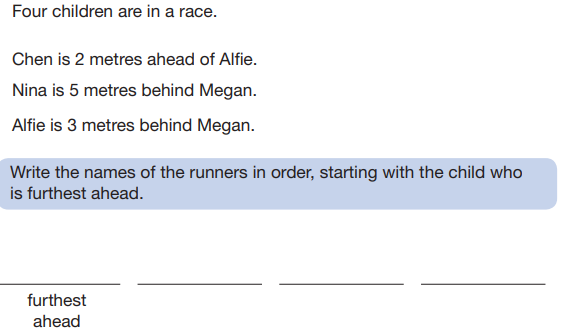 Four children are in a race.
Chen is 2 metres ahead of Alfie.
Nina is 5 metres behind Megan.
Alfie is 3 metres behind Megan.
Write the names of the runners in order, starting with the child who
is furthest ahead.
furthest
ahead